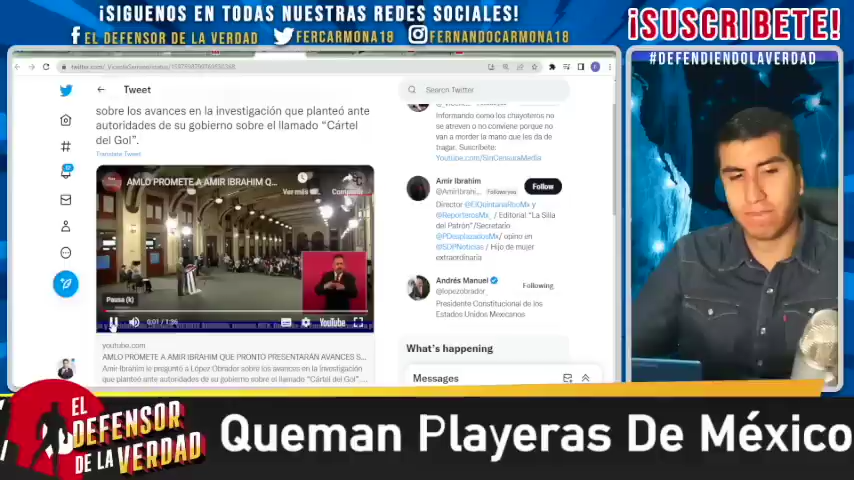 ¡SIGUENOS EN TODAS NUESTRAS REDES SOCIALES!
EL DEFENSOR DE LA VERDAD
FERCARMONA18
FERNANDOCARMONA18
¡SUSCRIBETE!
#DEFENDIENDOLAVERDAD
Tweet
Search Twitter
sobre los avances en la investigación que planteó ante
autoridades de su gobierno sobre el llamado “Cártel
del Gol”.
Translate Tweet
AMLO PROMETE A AMIR IBRAHIM Q...
Pausa (k)
YouTube
youtube.com
AMLO PROMETE A AMIR IBRAHIM QUE PRONTO PRESENTARÁN AVANCES S...
Amir Ibrahim le preguntó a López Obrador sobre los avances en la investigación
que planteó ante autoridades de su gobierno sobre el llamado “Cártel del Gol”....
Informando como los chayoteros no
se atreven o no conviene porque no
van a morder la mano que les da de
tragar. Suscribete:
Youtube.com/SinCensuraMedia
Amir Ibrahim
Follow
Director @ElQuintanaRooMx y
@ReporterosMx_ / Editorial “La Silla
del Patrón”/Secretario
@PDesplazadosMx/ opino en
@SDPNoticias / Hijo de mujer
extraordinaria
Andrés Manuel
@lopezobrador_
Following
Presidente Constitucional de los
Estados Unidos Mexicanos
What’s happening
Messages
EL
DEFENSOR
DE LA VERDAD
Queman Playeras De México